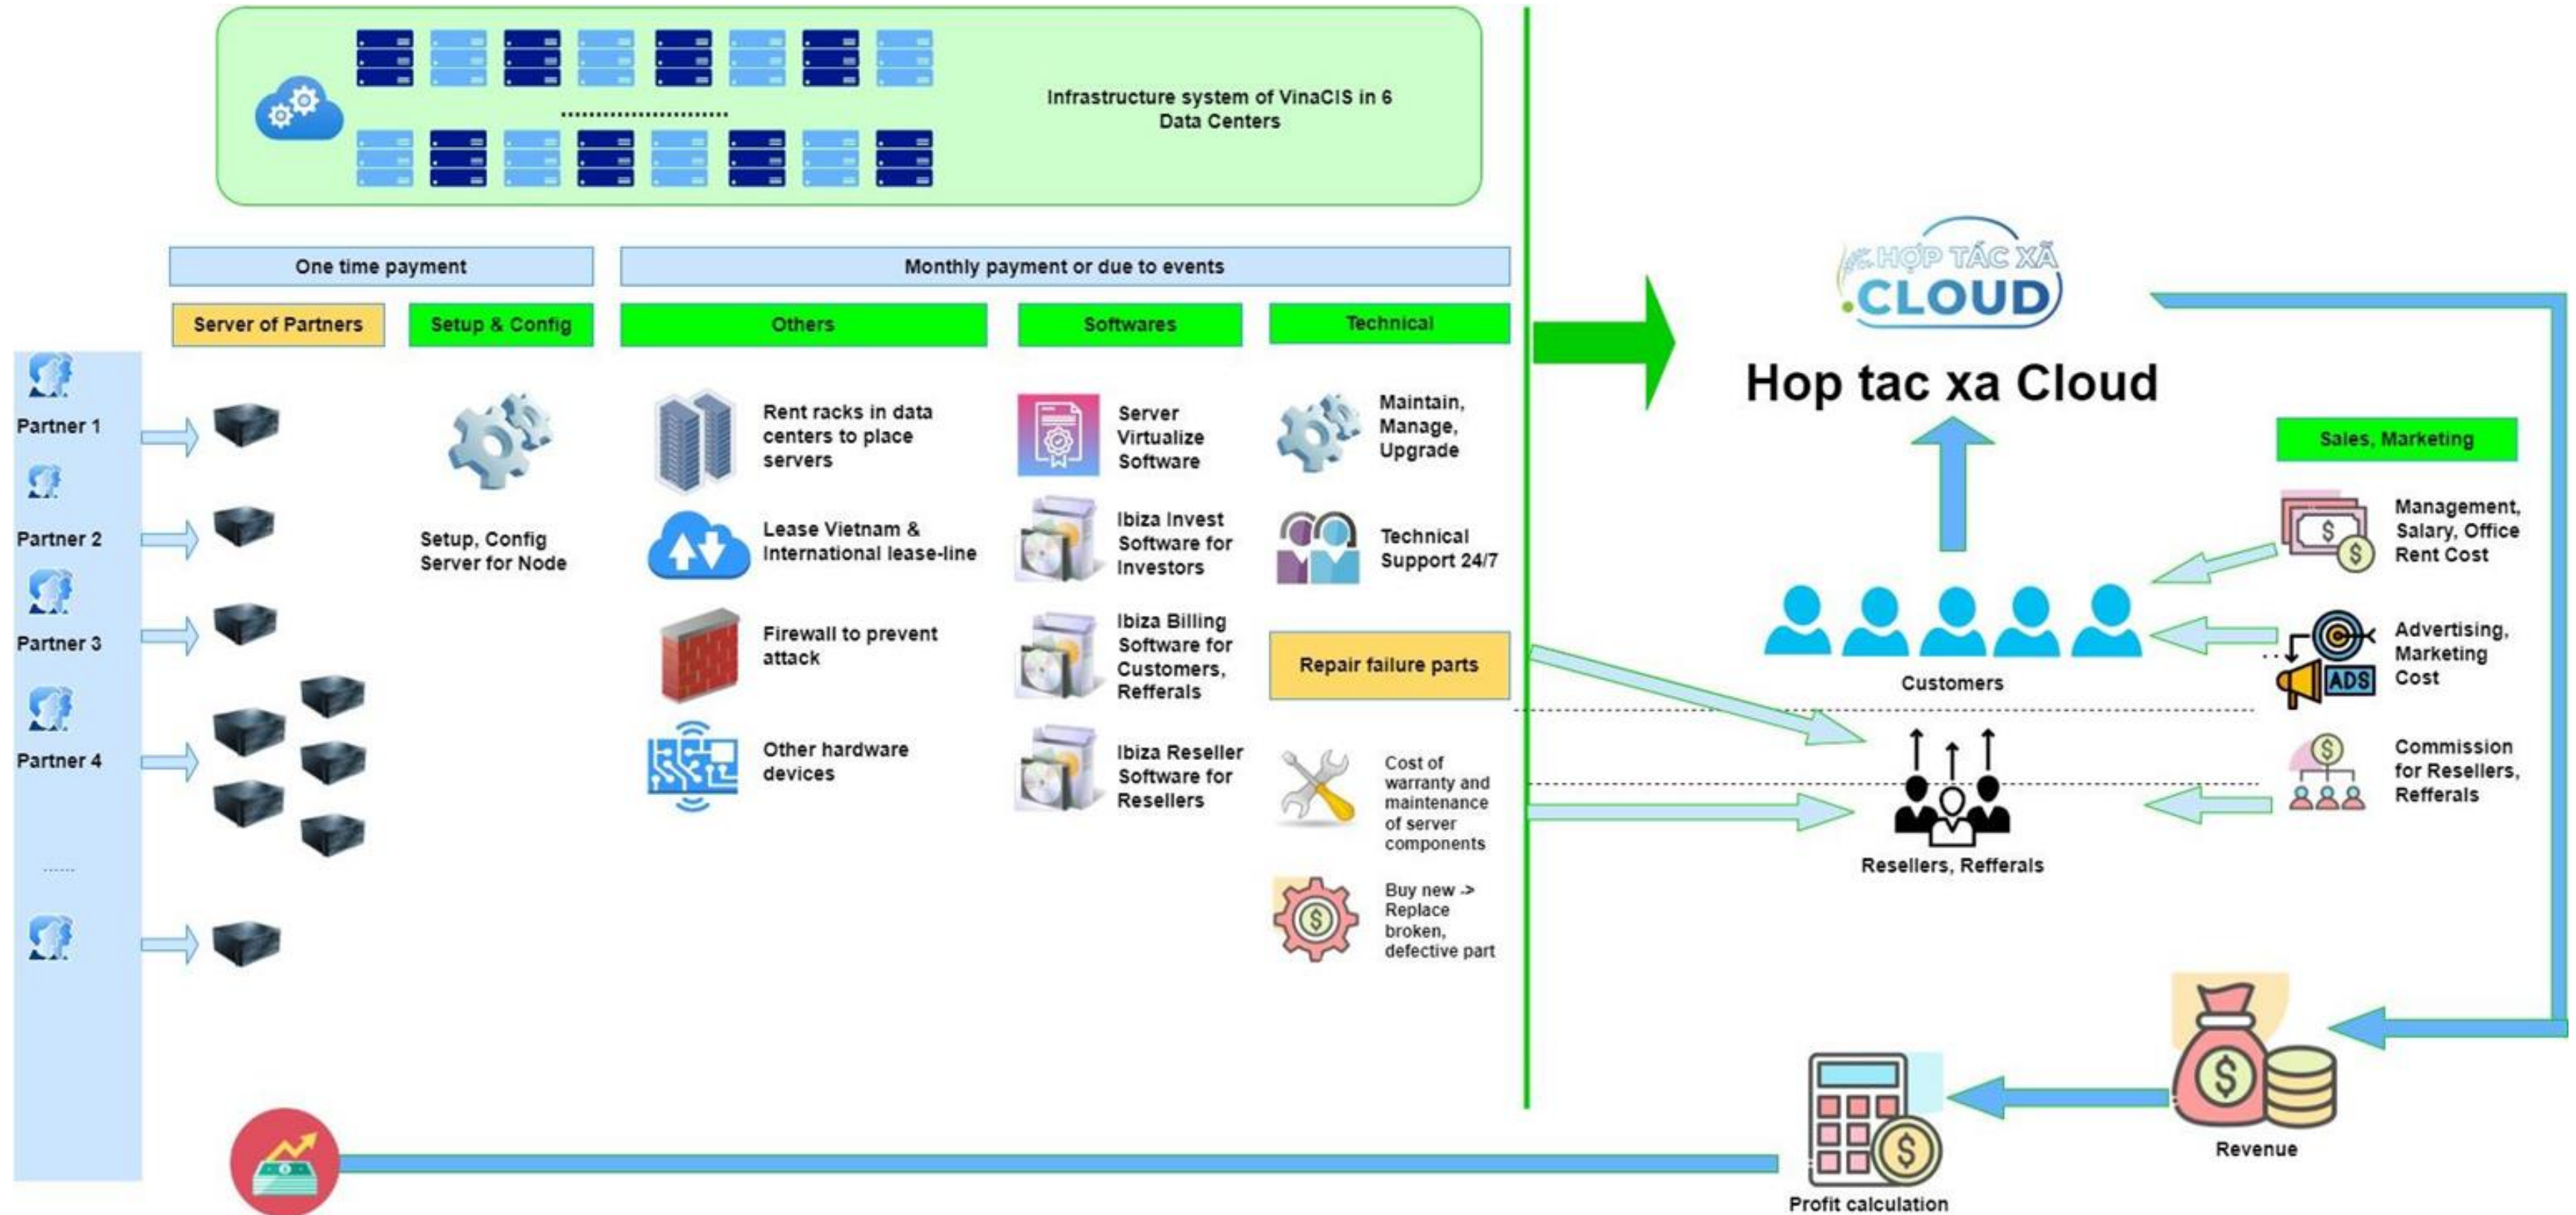 Infrastructure system of VinaCIS in 6
Data Centers
One time payment
Monthly payment or due to events
Server of Partners
Setup & Config
Others
Softwares
Technical
Partner 1
Partner 2
Partner 3
Partner 4
......
Setup, Config
Server for Node
Rent racks in data
centers to place
servers
Lease Vietnam &
International lease-line
Firewall to prevent
attack
Other hardware
devices
Server
Virtualize
Software
Ibiza Invest
Software for
Investors
Ibiza Billing
Software for
Customers,
Refferals
Ibiza Reseller
Software for
Resellers
Maintain,
Manage,
Upgrade
Technical
Support 24/7
Repair failure parts
Cost of
warranty and
maintenance
of server
components
Buy new ->
Replace
broken,
defective part
HỢP TÁC XÃ
.CLOUD
Hop tac xa Cloud
Customers
Resellers, Refferals
Sales, Marketing
Management,
Salary, Office
Rent Cost
ADS
Advertising,
Marketing
Cost
Commission
for Resellers,
Refferals
Revenue
Profit calculation